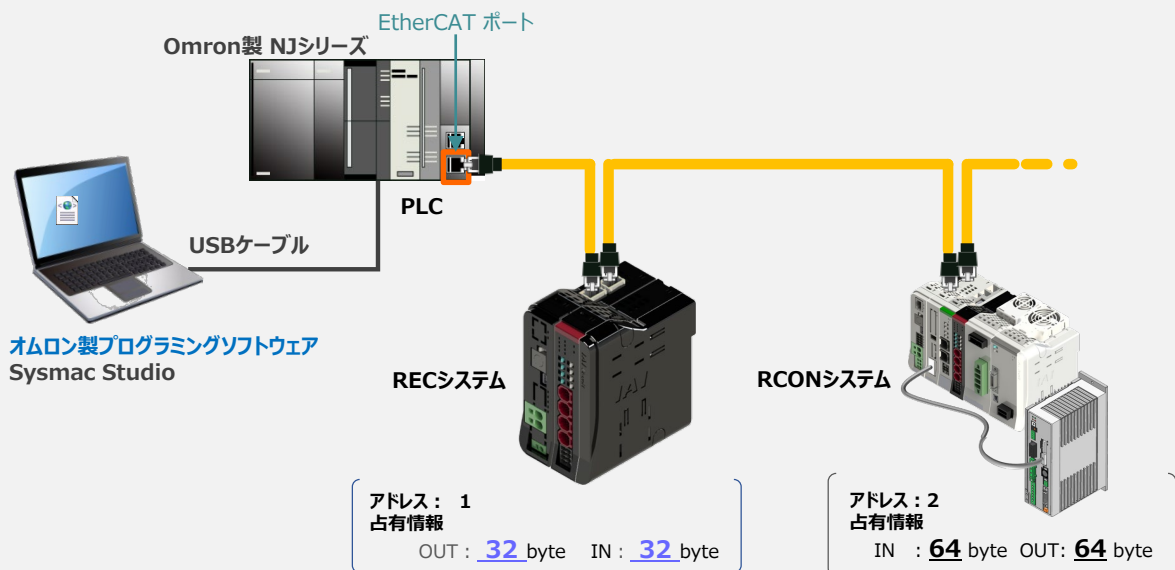 EtherCAT ポート
Omron製 NJシリーズ
PLC
USBケーブル
オムロン製プログラミングソフトウェア
Sysmac Studio
RECシステム
RCONシステム
アドレス： 1
占有情報
OUT : 32 byte IN : 32 byte
アドレス：2
占有情報
IN : 64 byte OUT: 64 byte